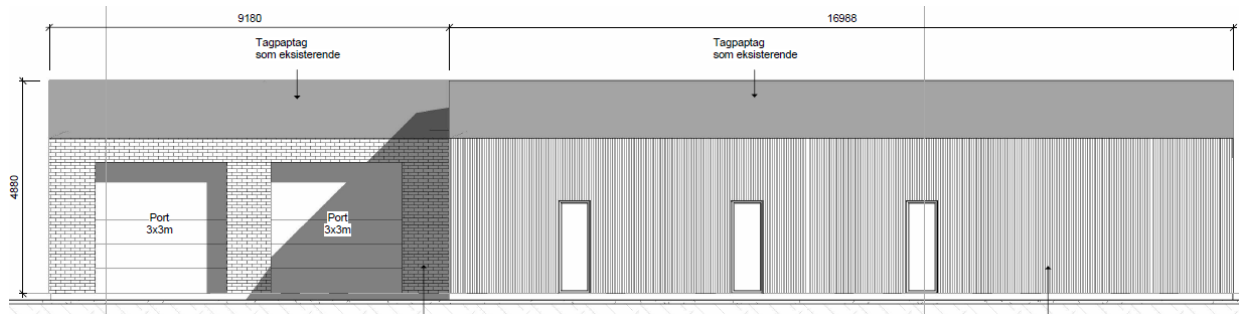 9180
16988
Tagpaptag
som eksisterende
Tagpaptag
som eksisterende
4880
Port
3x3m
Port
3x3m